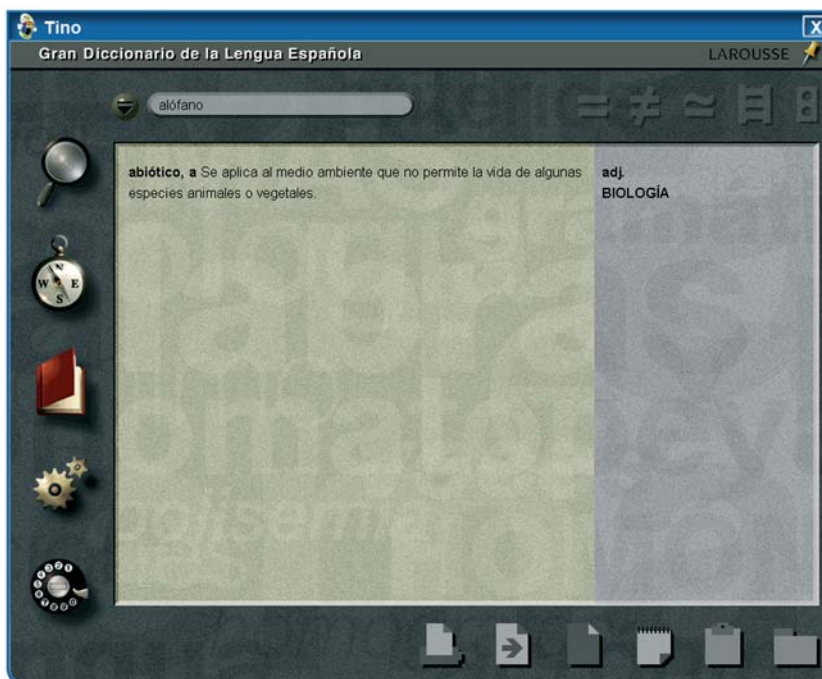 Tino
X
Gran Diccionario de la Lengua Española
LAROUSSE
alófano
abiótico, a Se aplica al medio ambiente que no permite la vida de algunas
especies animales o vegetales.
adj.
BIOLOGÍA
N
W E
S
polisemia